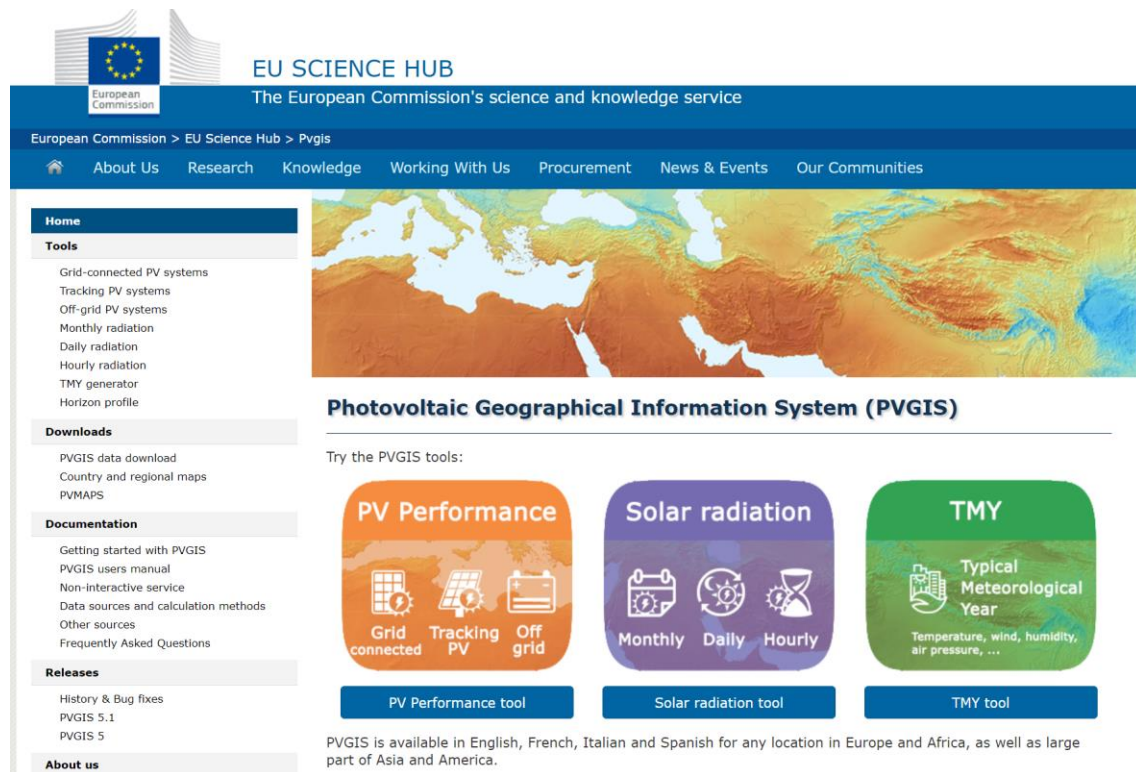 European
Commission
EU SCIENCE HUB
The European Commission's science and knowledge service
European Commission > EU Science Hub > Pvgis
About Us Research Knowledge Working With Us Procurement News & Events Our Communities
Home
Tools
Grid-connected PV systems
Tracking PV systems
Off-grid PV systems
Monthly radiation
Daily radiation
Hourly radiation
TMY generator
Horizon profile
Downloads
PVGIS data download
Country and regional maps
PVMAPS
Documentation
Getting started with PVGIS
PVGIS users manual
Non-interactive service
Data sources and calculation methods
Other sources
Frequently Asked Questions
Releases
History & Bug fixes
PVGIS 5.1
PVGIS 5
About us
Photovoltaic Geographical Information System (PVGIS)
Try the PVGIS tools:
PV Performance
Grid
connected
Tracking
PV
Off
grid
PV Performance tool
Solar radiation
Monthly Daily Hourly
Solar radiation tool
TMY
Typical
Meteorological
Year
Temperature, wind, humidity,
air pressure, ...
TMY tool
PVGIS is available in English, French, Italian and Spanish for any location in Europe and Africa, as well as large
part of Asia and America.